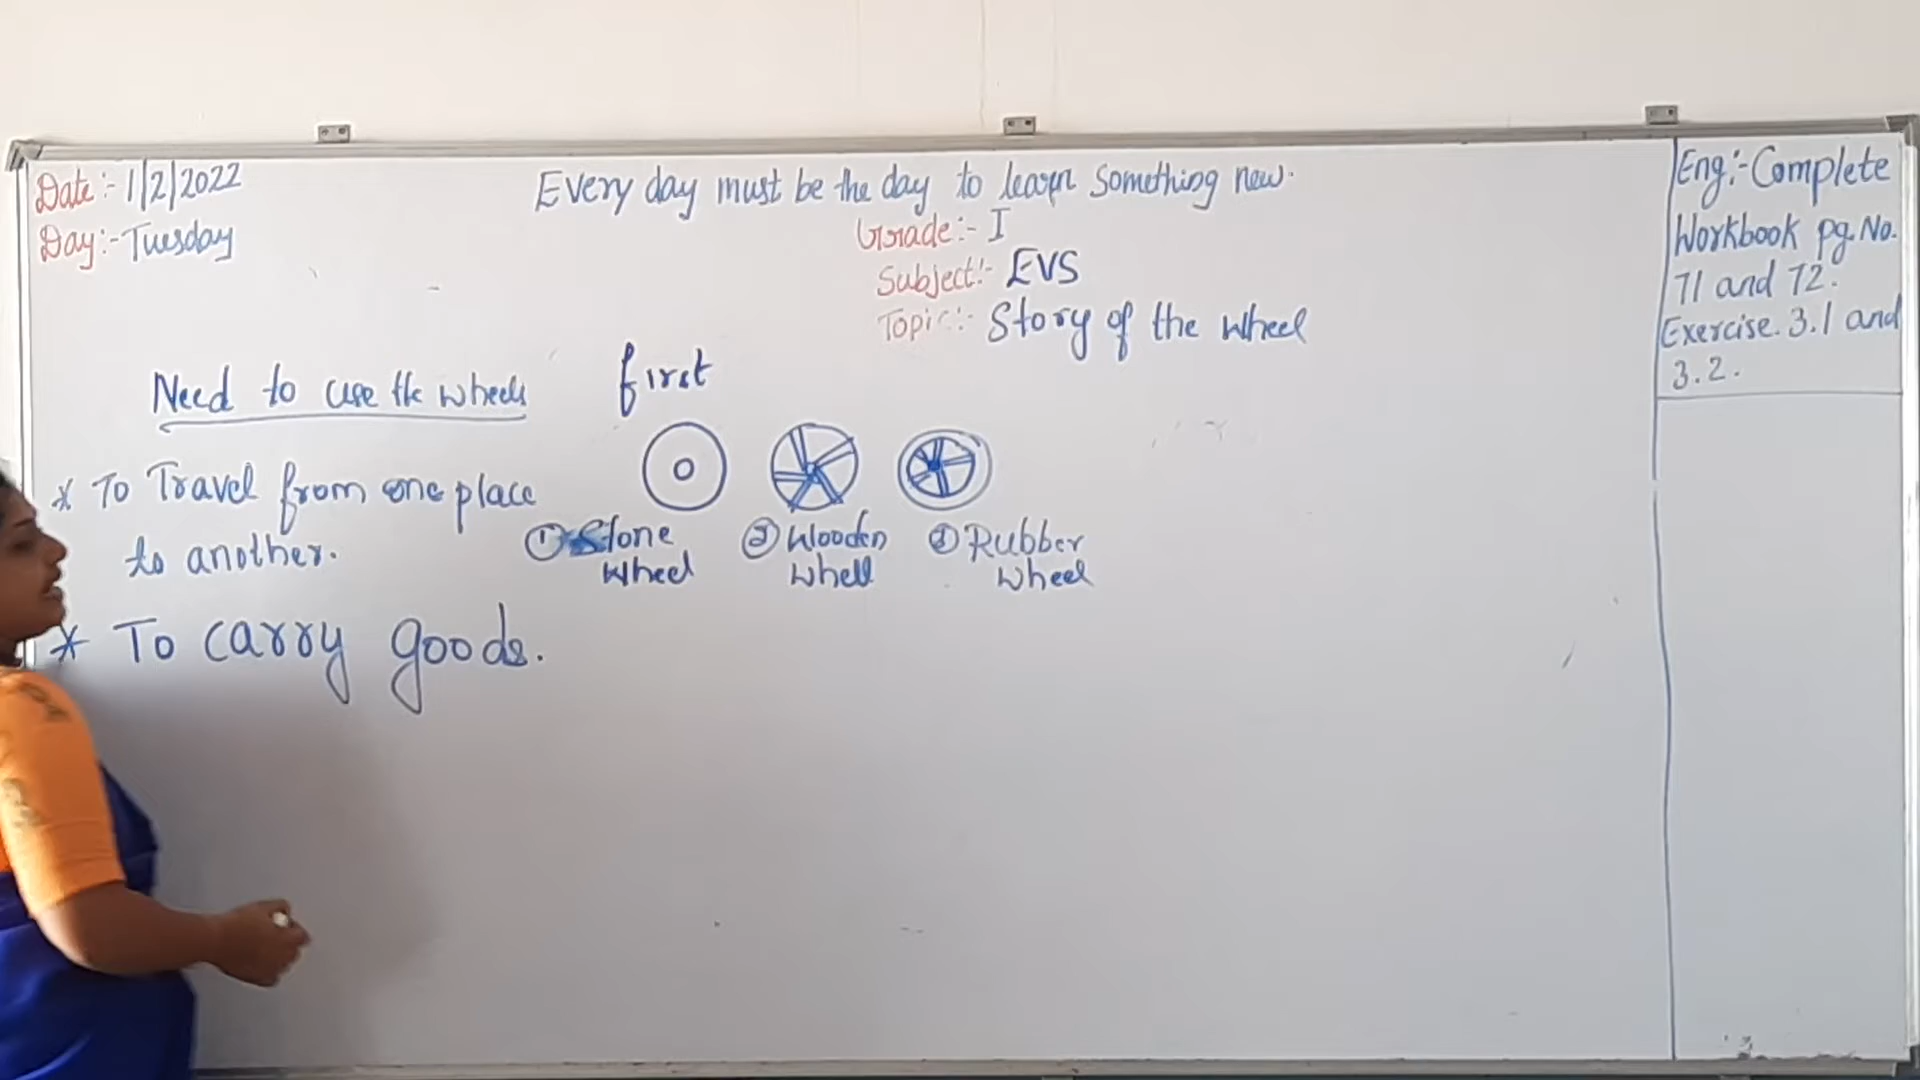 Date:- 1/2/2022
Day:- Tuesday
Every day must be the day to learn something new.
Grade:- I
Subject:- EVS
Topic:- Story of the wheel
Need to use the wheels
* To Travel from one place
to another.
* To carry goods.
first
① Stone
wheel
② Wooden
whell
③ Rubber
wheel
Eng:- Complete
Workbook pg. No.
71 and 72.
Exercise. 3.1 and
3.2.